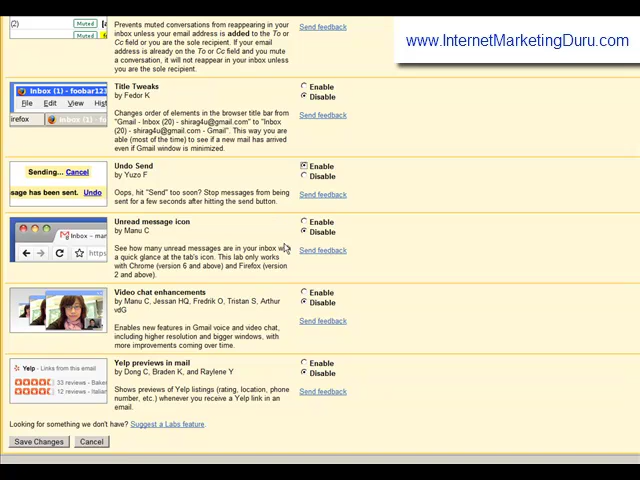 (2)
Muted
Prevents muted conversations from reappearing in your
inbox unless your email address is added to the To or
Cc field or you are the sole recipient. If your email
address is already on the To or Cc field and you mute
a conversation, it will not reappear in your inbox unless
you are the sole recipient.
Send feedback
www.InternetMarketingDuru.com
Inbox (1) - foobar123
File Edit View His
irefox
foobar1
Title Tweaks
by Fedor K
Changes order of elements in the browser title bar from
"Gmail - Inbox (20) - shirag4u@gmail.com" to "Inbox
(20) - shirag4u@gmail.com - Gmail". This way you are
able (most of the time) to see if a new mail has arrived
even if Gmail window is minimized.
Enable
Disable
Send feedback
Sending... Cancel
sage has been sent. Undo
Undo Send
by Yuzo F
Oops, hit "Send" too soon? Stop messages from being
sent for a few seconds after hitting the send button.
Enable
Disable
Send feedback
Inbox – man
https
Unread message icon
by Manu C
See how many unread messages are in your inbox
a quick glance at the tab's icon. This lab only works
with Chrome (version 6 and above) and Firefox (version
2 and above).
Enable
Disable
Send feedback
Video chat enhancements
by Manu C, Jessan HQ, Fredrik O, Tristan S, Arthur
vdG
Enables new features in Gmail voice and video chat,
including higher resolution and bigger windows, with
more improvements coming over time.
Enable
Disable
Send feedback
Yelp - Links from this email
33 reviews - Baker
12 reviews - Italian
Yelp previews in mail
by Dong C, Braden K, and Raylene Y
Shows previews of Yelp listings (rating, location, phone
number, etc.) whenever you receive a Yelp link in an
email.
Enable
Disable
Send feedback
Looking for something we don't have? Suggest a Labs feature.
Save Changes Cancel